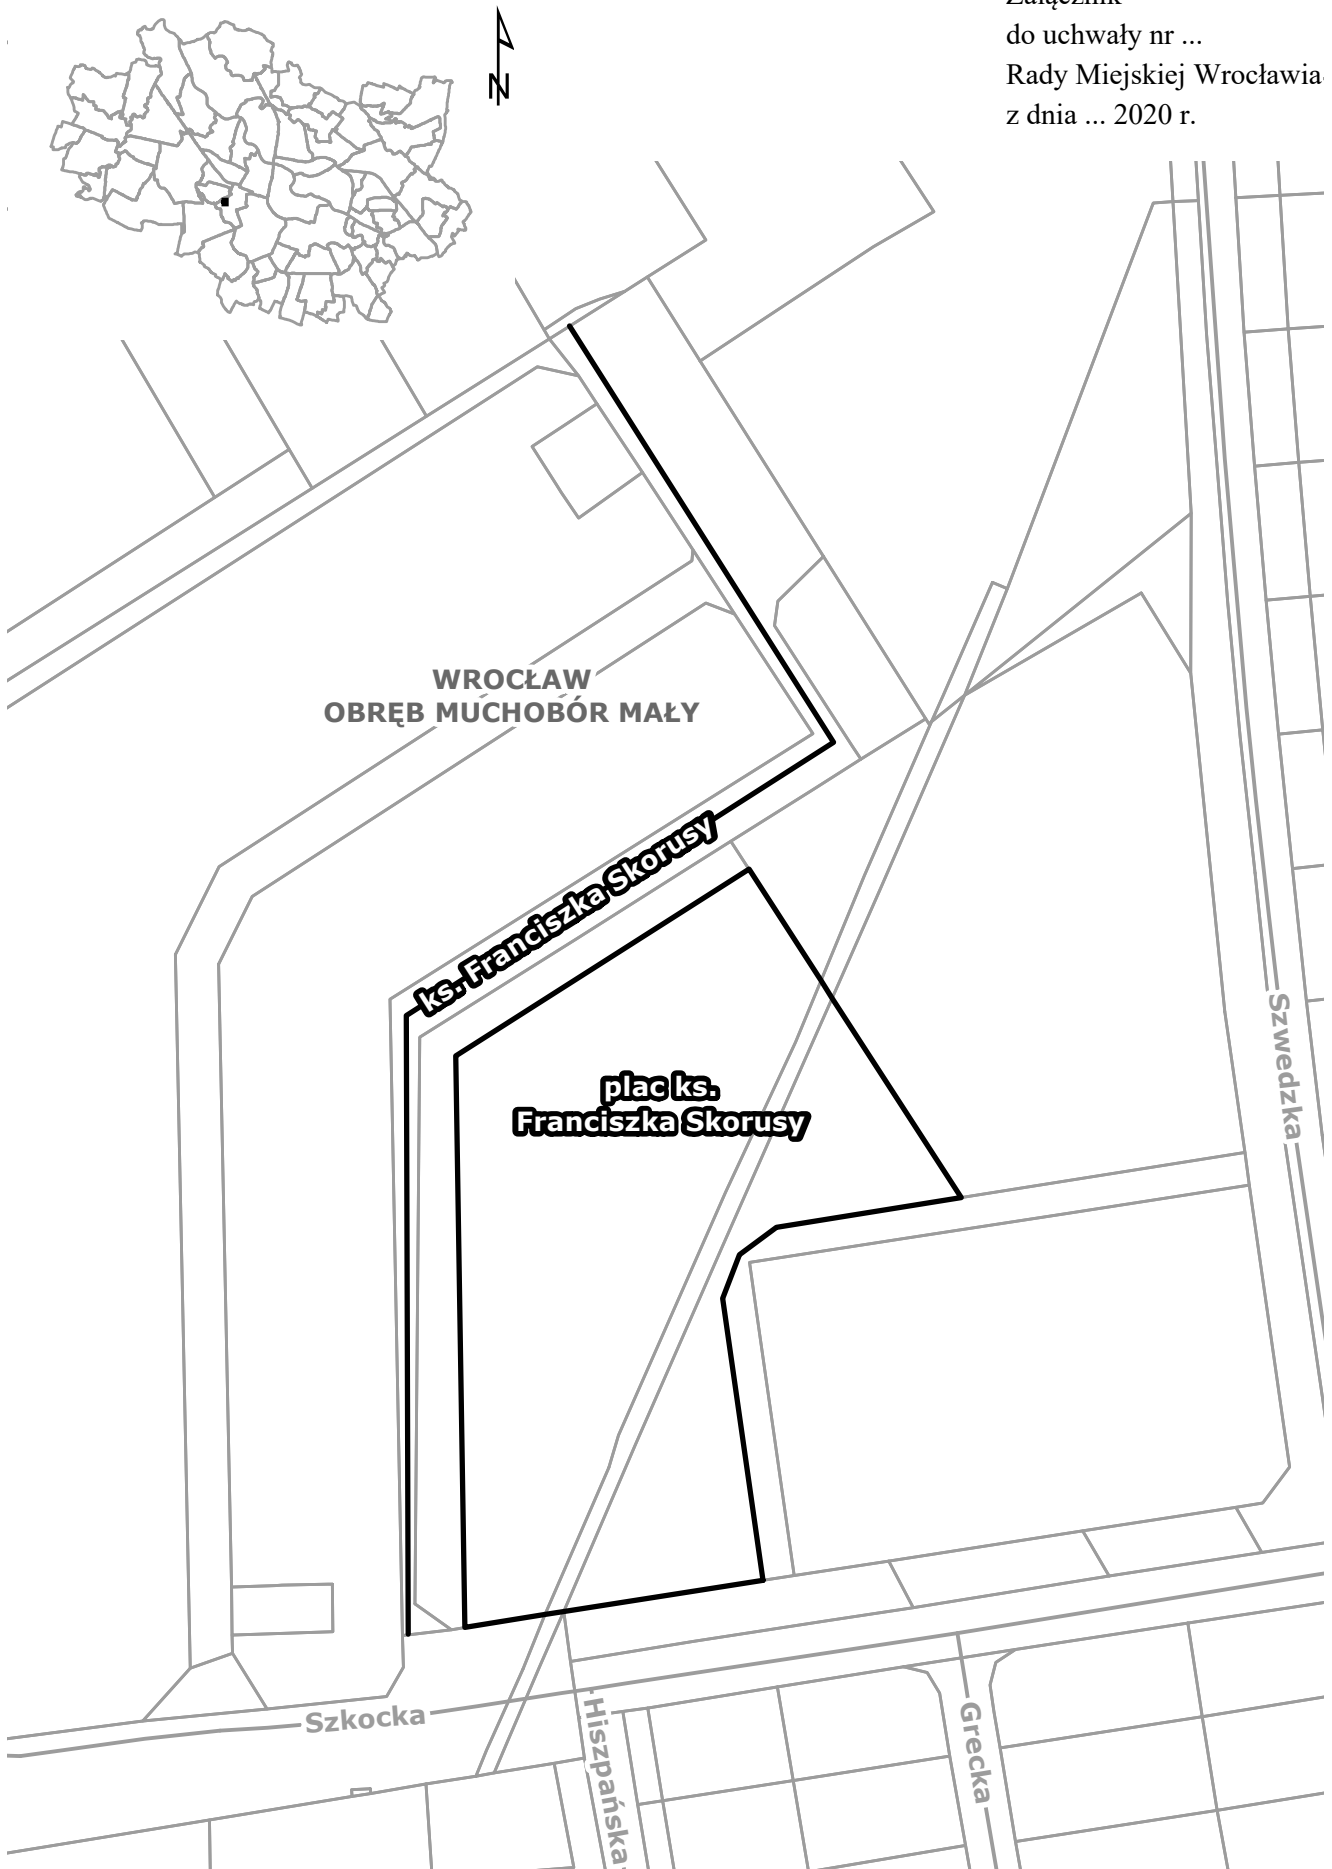 Załącznik
do uchwały nr ...
Rady Miejskiej Wrocławia
z dnia ... 2020 r.
N
WROCŁAW
OBRĘB MUCHOBÓR MAŁY
ks. Franciszka Skorusy
plac ks.
Franciszka Skorusy
Szwedzka
Szkocka
Hiszpańska
Grecka